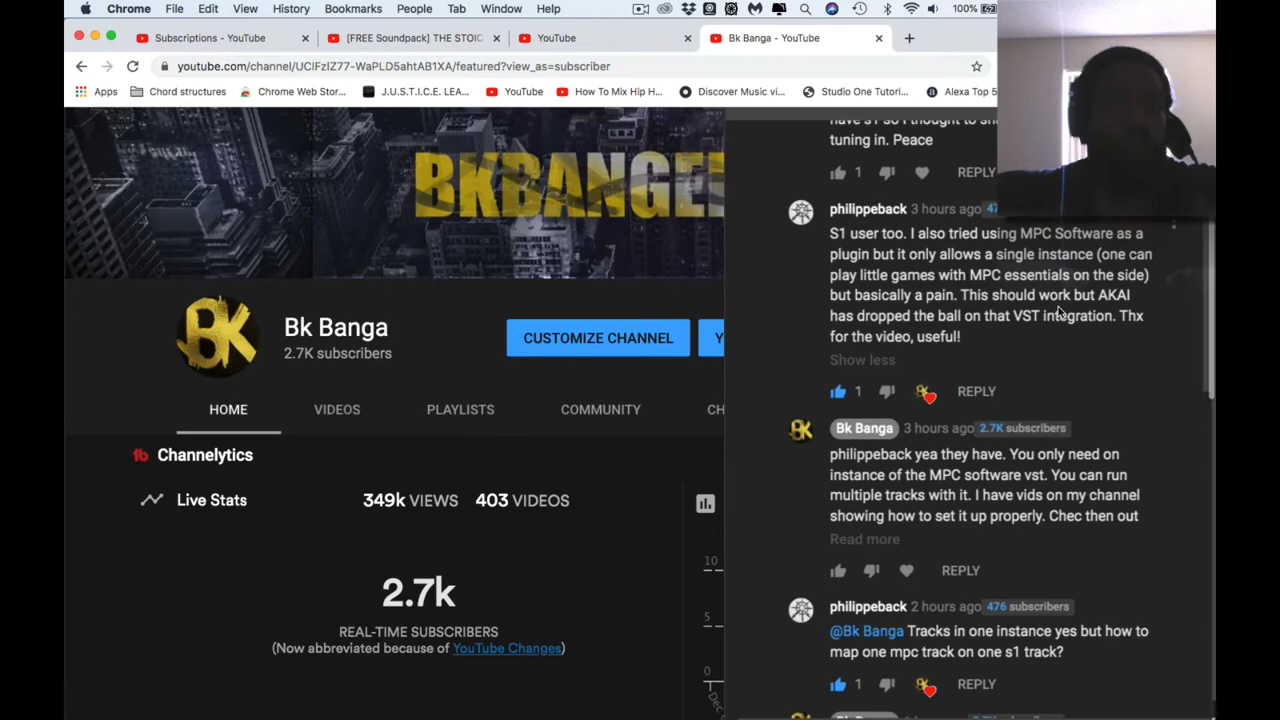 Chrome File Edit View History Bookmarks People Tab Window Help 100%
Subscriptions - YouTube [FREE Soundpack] THE STOIC YouTube Bk Banga - YouTube
youtube.com/channel/UCIFzIZ77-WaPLD5ahtAB1XA/featured?view_as=subscriber
Apps Chord structures Chrome Web Stor... J.U.S.T.I.C.E. LEA... YouTube How To Mix Hip H... Discover Music vi... Studio One Tutori... Alexa Top 5
BKBANGE
Bk Banga
2.7K subscribers
CUSTOMIZE CHANNEL
HOME VIDEOS PLAYLISTS COMMUNITY CH
Channelytics
Live Stats 349k VIEWS 403 VIDEOS
2.7k
REAL-TIME SUBSCRIBERS
(Now abbreviated because of YouTube Changes)
10
5
0
Dec
tuning in. Peace
1 REPLY
philippeback 3 hours ago 47
S1 user too. I also tried using MPC Software as a
plugin but it only allows a single instance (one can
play little games with MPC essentials on the side)
but basically a pain. This should work but AKAI
has dropped the ball on that VST integration. Thx
for the video, useful!
Show less
1 REPLY
Bk Banga 3 hours ago 2.7K subscribers
philippeback yea they have. You only need on
instance of the MPC software vst. You can run
multiple tracks with it. I have vids on my channel
showing how to set it up properly. Chec then out
Read more
REPLY
philippeback 2 hours ago 476 subscribers
@Bk Banga Tracks in one instance yes but how to
map one mpc track on one s1 track?
1 REPLY